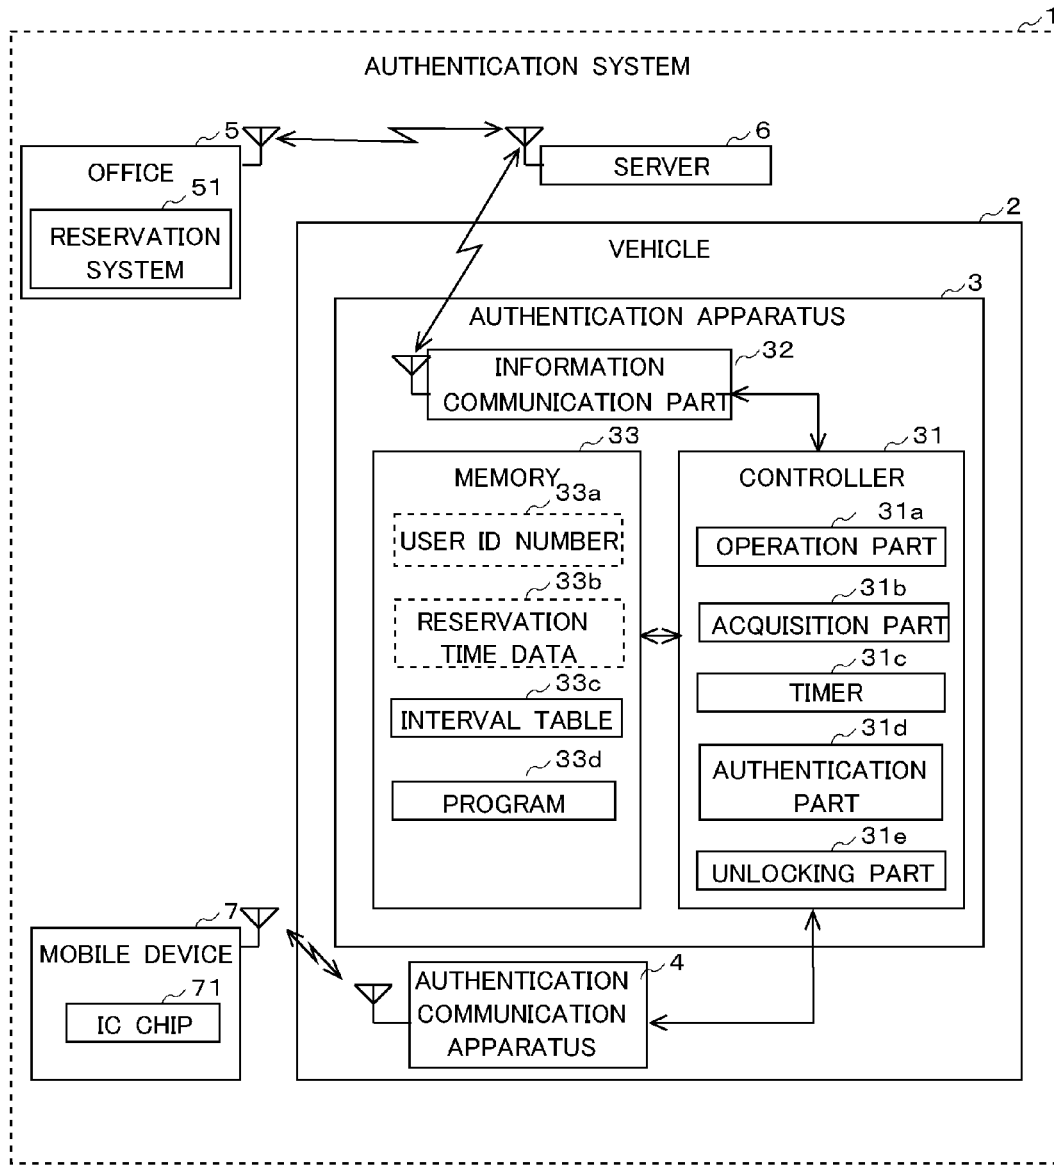 1
AUTHENTICATION SYSTEM
5
OFFICE
51
RESERVATION
SYSTEM
6
SERVER
2
VEHICLE
3
AUTHENTICATION APPARATUS
32
INFORMATION
COMMUNICATION PART
33
MEMORY
33a
USER ID NUMBER
33b
RESERVATION
TIME DATA
33c
INTERVAL TABLE
33d
PROGRAM
31
CONTROLLER
31a
OPERATION PART
31b
ACQUISITION PART
31c
TIMER
31d
AUTHENTICATION
PART
31e
UNLOCKING PART
7
MOBILE DEVICE
71
IC CHIP
4
AUTHENTICATION
COMMUNICATION
APPARATUS